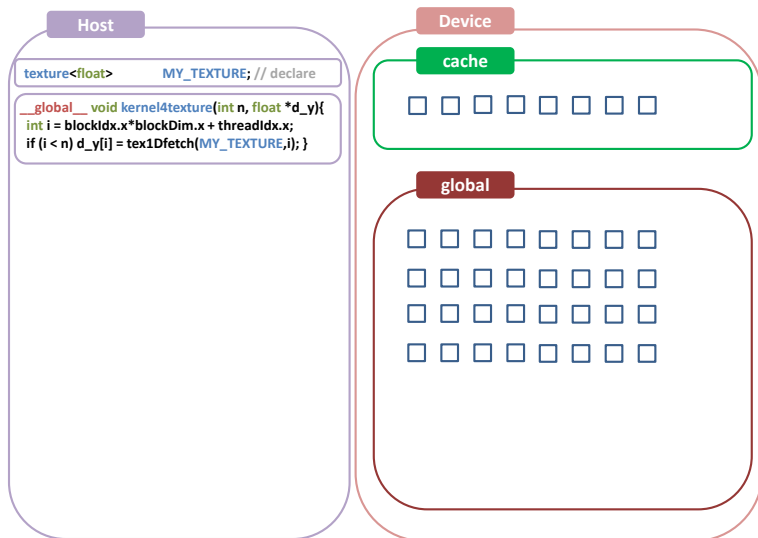 Host
texture<float> MY_TEXTURE; // declare
__global__ void kernel4texture(int n, float *d_y){
int i = blockIdx.x*blockDim.x + threadIdx.x;
if (i < n) d_y[i] = tex1Dfetch(MY_TEXTURE,i); }
Device
cache
global